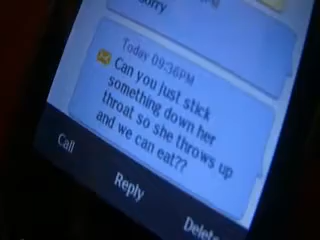 sorry
Today 09:36PM
Can you just stick
something down her
throat so she throws up
and we can eat??
Call
Reply
Delete